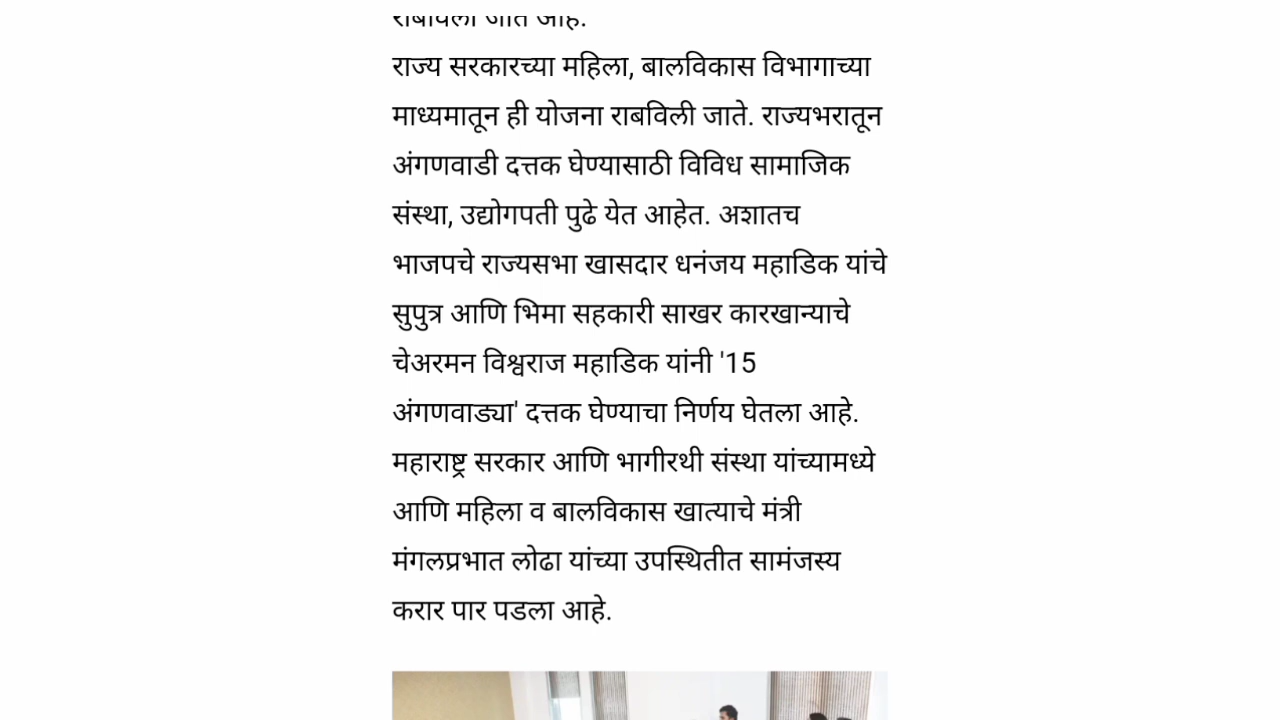 राबविली जात आहे.
राज्य सरकारच्या महिला, बालविकास विभागाच्या
माध्यमातून ही योजना राबविली जाते. राज्यभरातून
अंगणवाडी दत्तक घेण्यासाठी विविध सामाजिक
संस्था, उद्योगपती पुढे येत आहेत. अशातच
भाजपचे राज्यसभा खासदार धनंजय महाडिक यांचे
सुपुत्र आणि भिमा सहकारी साखर कारखान्याचे
चेअरमन विश्वराज महाडिक यांनी '15
अंगणवाड्या' दत्तक घेण्याचा निर्णय घेतला आहे.
महाराष्ट्र सरकार आणि भागीरथी संस्था यांच्यामध्ये
आणि महिला व बालविकास खात्याचे मंत्री
मंगलप्रभात लोढा यांच्या उपस्थितीत सामंजस्य
करार पार पडला आहे.